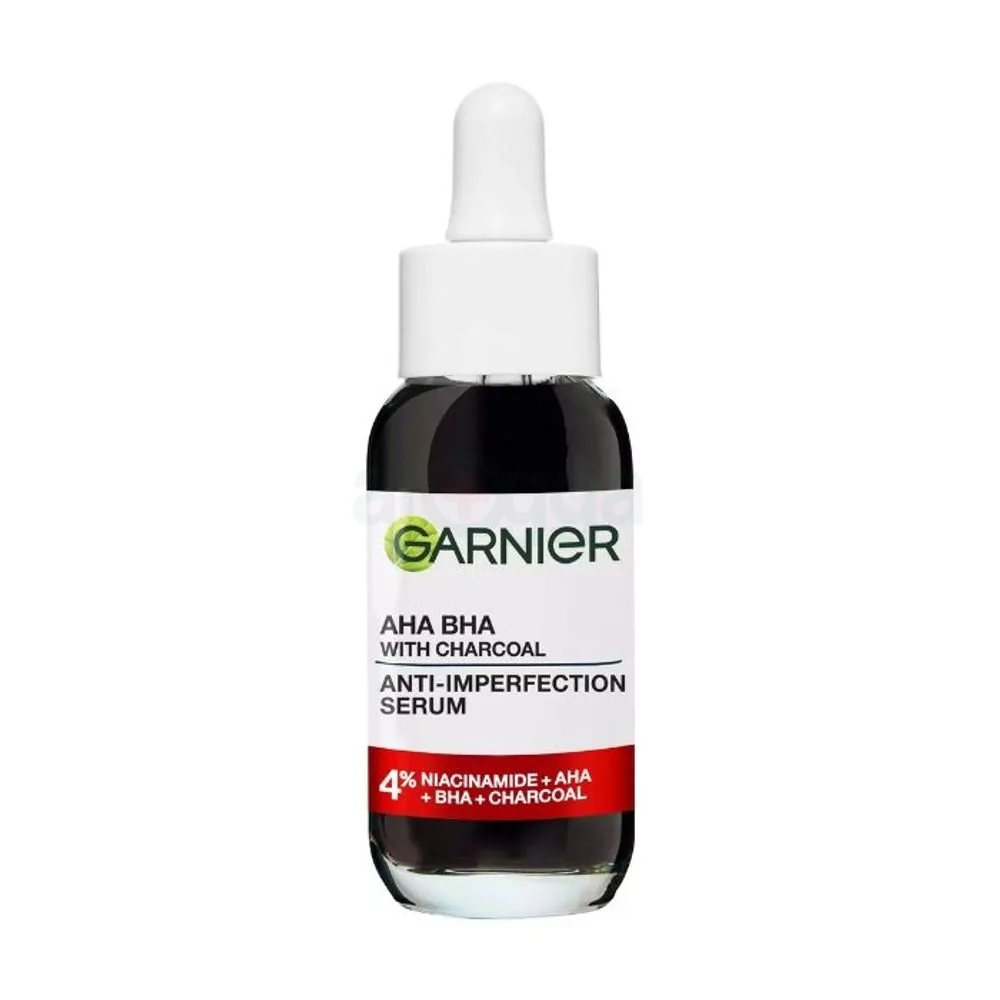 GARNIER
AHA BHA
WITH CHARCOAL
ANTI-IMPERFECTION
SERUM
4% NIACINAMIDE + AHA
+ BHA + CHARCOAL